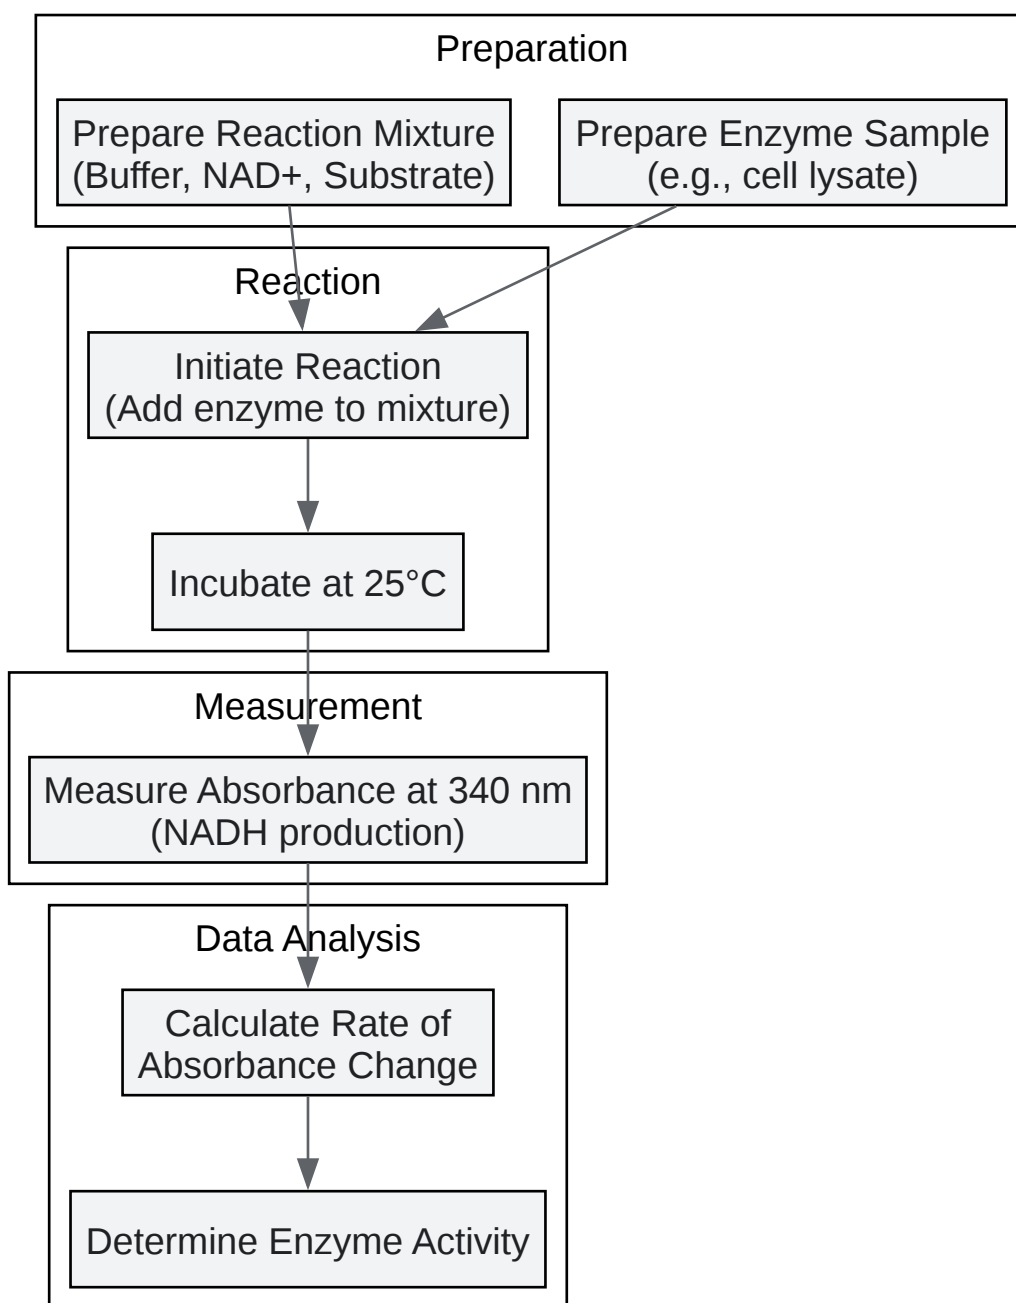 Preparation
Prepare Reaction Mixture
(Buffer, NAD+, Substrate)
Prepare Enzyme Sample
(e.g., cell lysate)
Reaction
Initiate Reaction
(Add enzyme to mixture)
Incubate at 25°C
Measurement
Measure Absorbance at 340 nm
(NADH production)
Data Analysis
Calculate Rate of
Absorbance Change
Determine Enzyme Activity